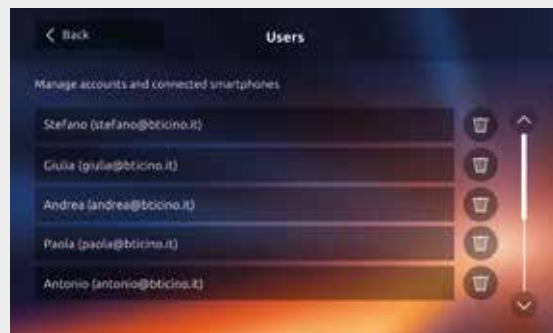 Back
Users
Manage accounts and connected smartphones
Stefano (stefano@bticino.it)
Giulia (giulia@bticino.it)
Andrea (andrea@bticino.it)
Paola (paola@bticino.it)
Antonio (antonio@bticino.it)